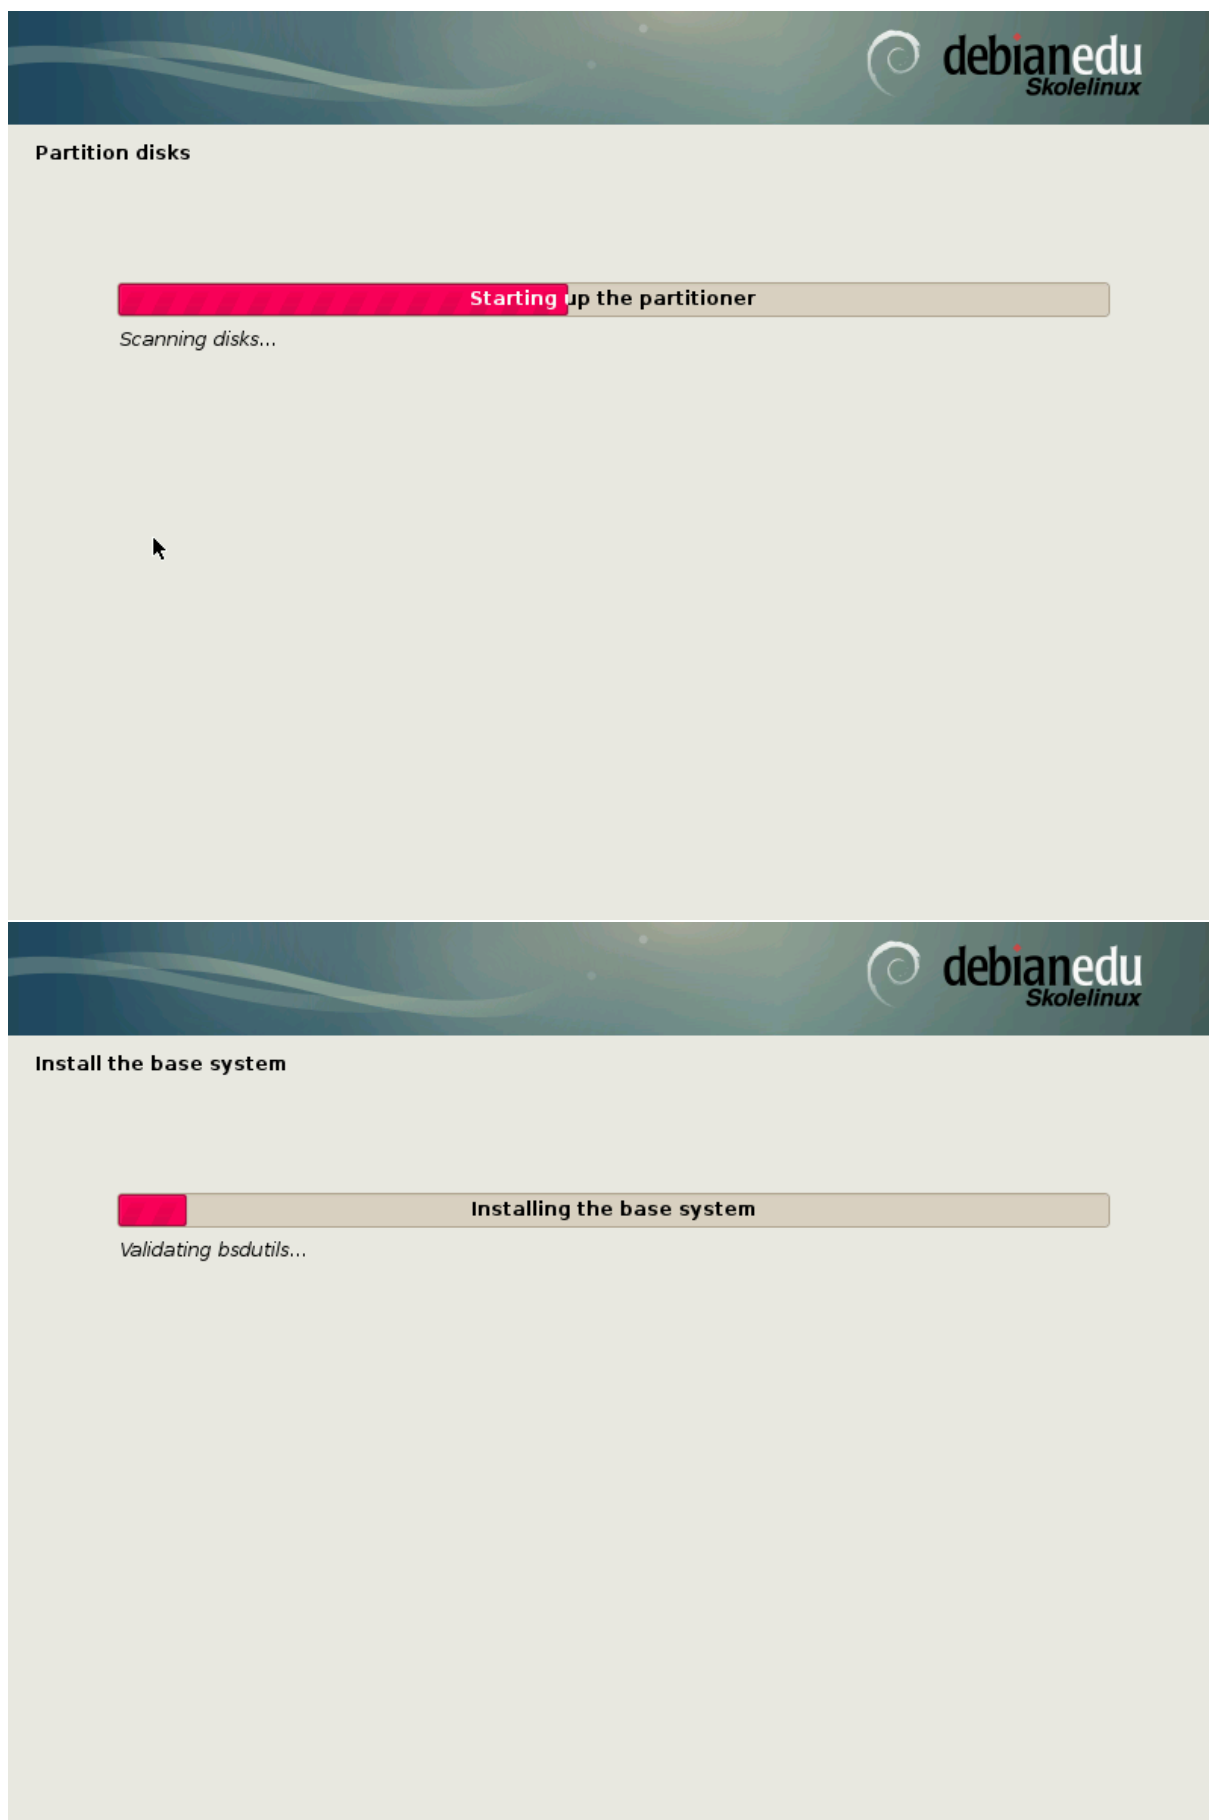 debianedu
Skolelinux
Partition disks
Starting up the partitioner
Scanning disks...
debianedu
Skolelinux
Install the base system
Installing the base system
Validating bsdutils...